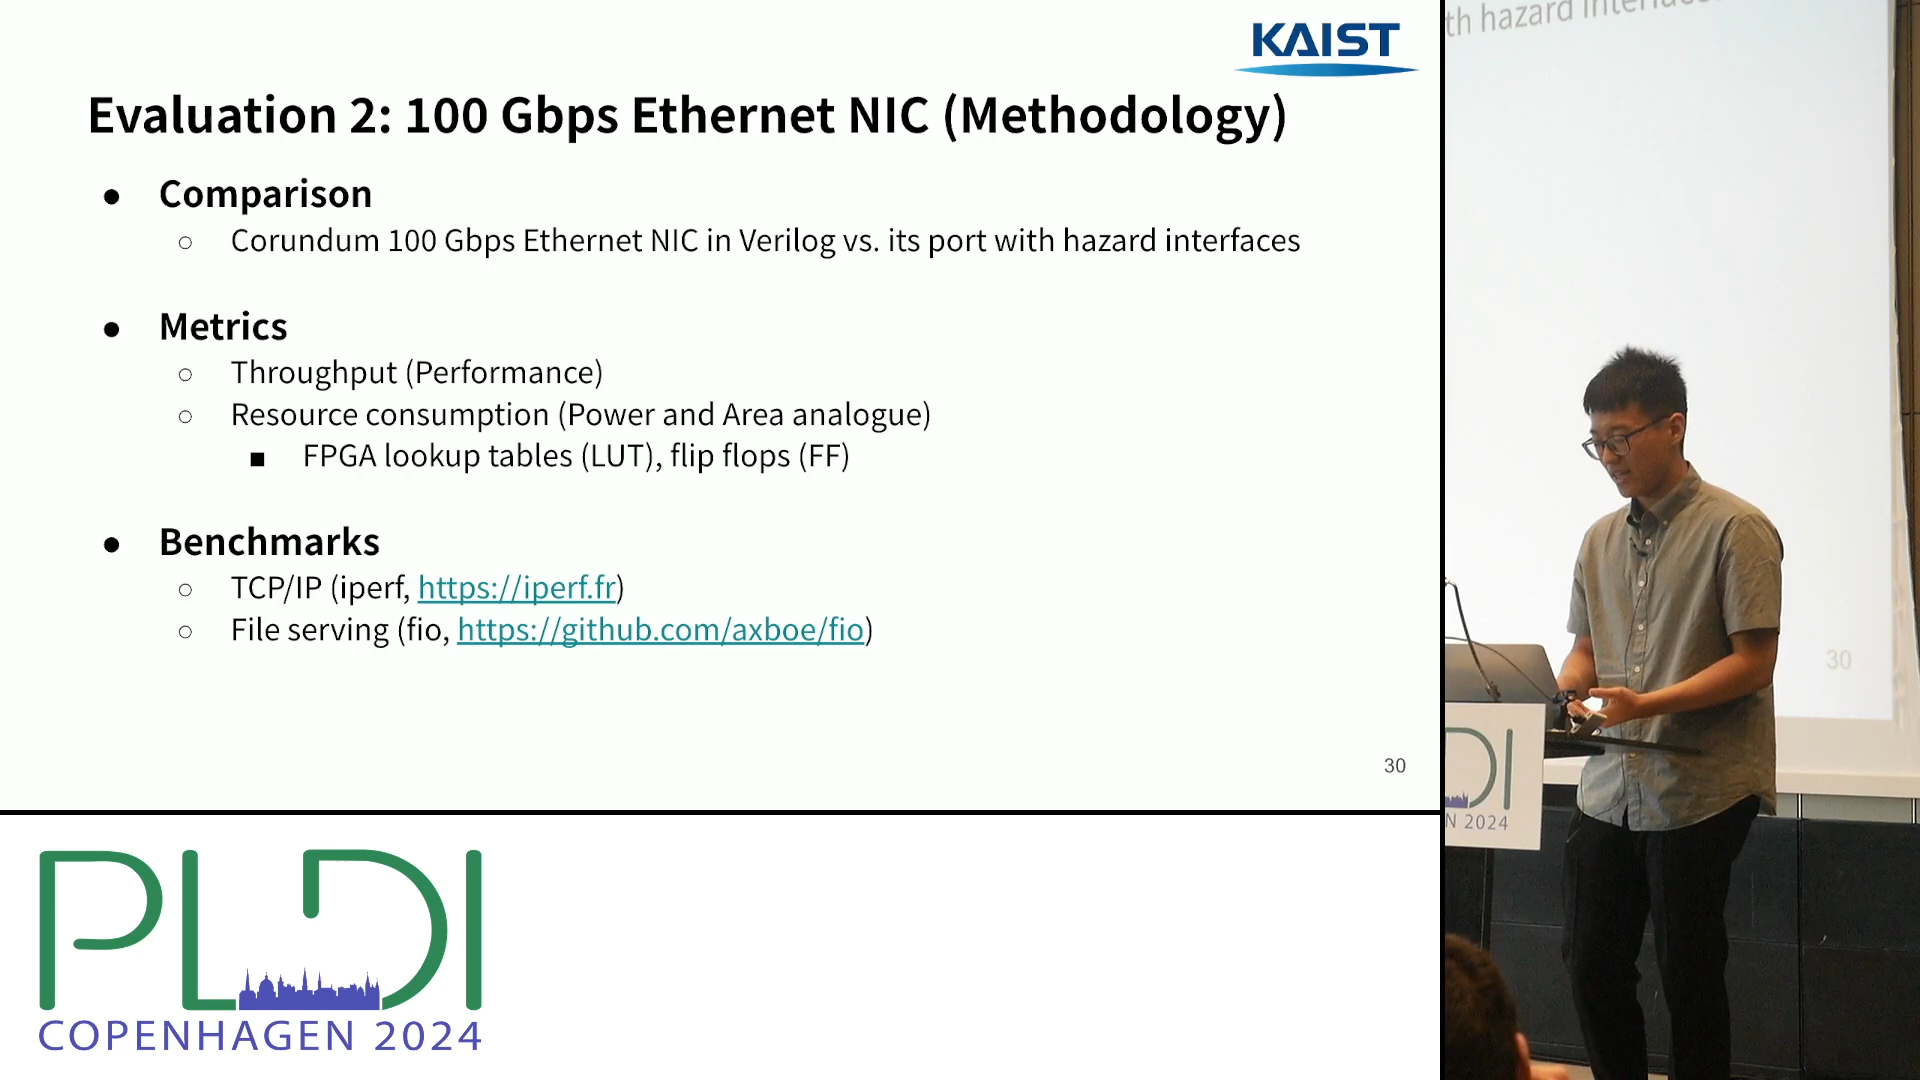 KAIST
Evaluation 2: 100 Gbps Ethernet NIC (Methodology)
● Comparison
○ Corundum 100 Gbps Ethernet NIC in Verilog vs. its port with hazard interfaces
● Metrics
○ Throughput (Performance)
○ Resource consumption (Power and Area analogue)
■ FPGA lookup tables (LUT), flip flops (FF)
● Benchmarks
○ TCP/IP (iperf, https://iperf.fr)
○ File serving (fio, https://github.com/axboe/fio)
30
PLDI
COPENHAGEN 2024
th hazard interfaces
30
DI
N 2024